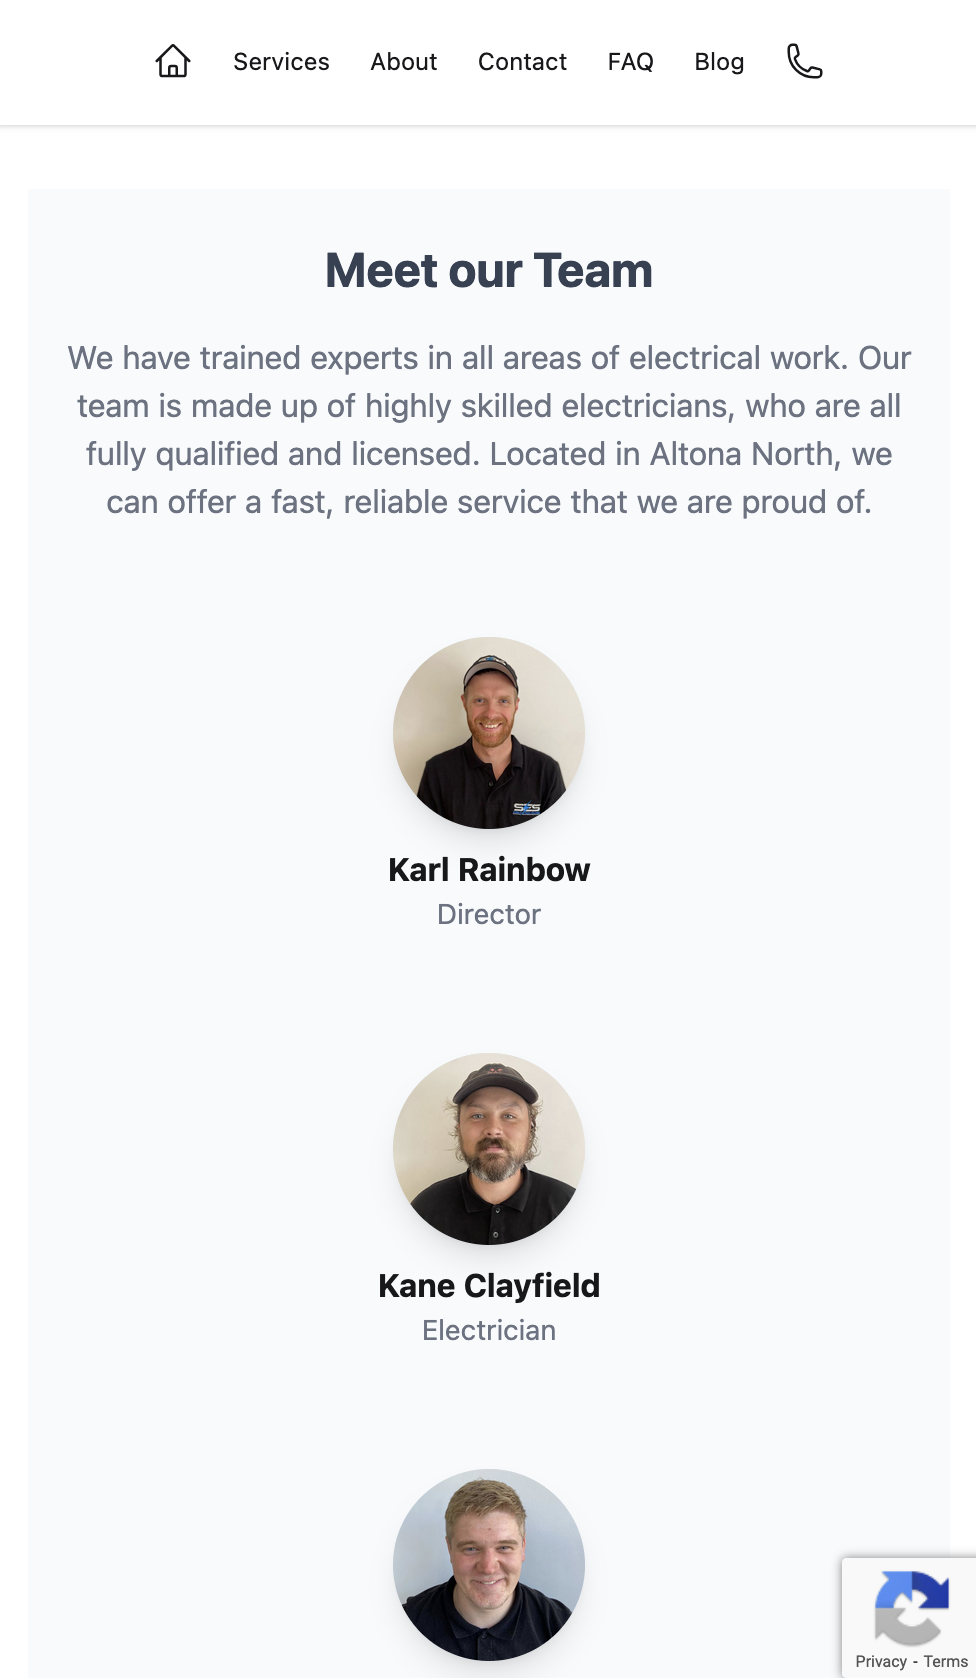 Services About Contact FAQ Blog
Meet our Team
We have trained experts in all areas of electrical work. Our
team is made up of highly skilled electricians, who are all
fully qualified and licensed. Located in Altona North, we
can offer a fast, reliable service that we are proud of.
SES
Karl Rainbow
Director
Kane Clayfield
Electrician
Privacy - Terms